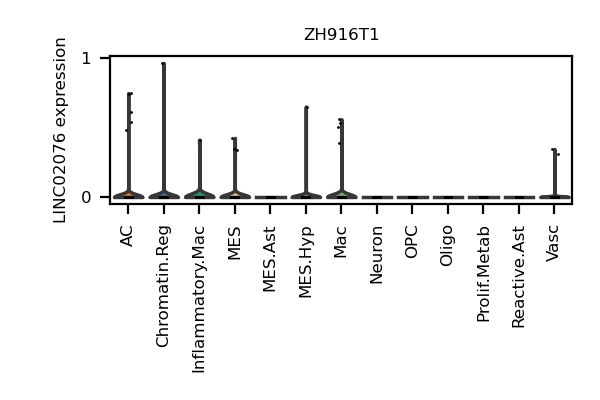 ZH916T1
LINC02076 expression
1
0
AC
Chromatin.Reg
Inflammatory.Mac
MES
MES.Ast
MES.Hyp
Mac
Neuron
OPC
Oligo
Prolif.Metab
Reactive.Ast
Vasc